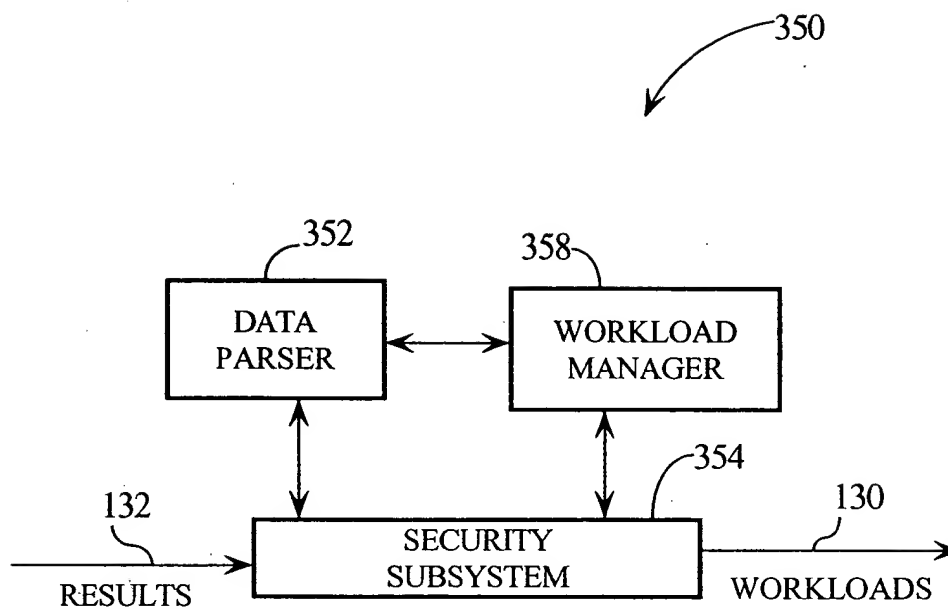 350
352
358
DATA
PARSER
WORKLOAD
MANAGER
354
132
130
SECURITY
SUBSYSTEM
RESULTS
WORKLOADS